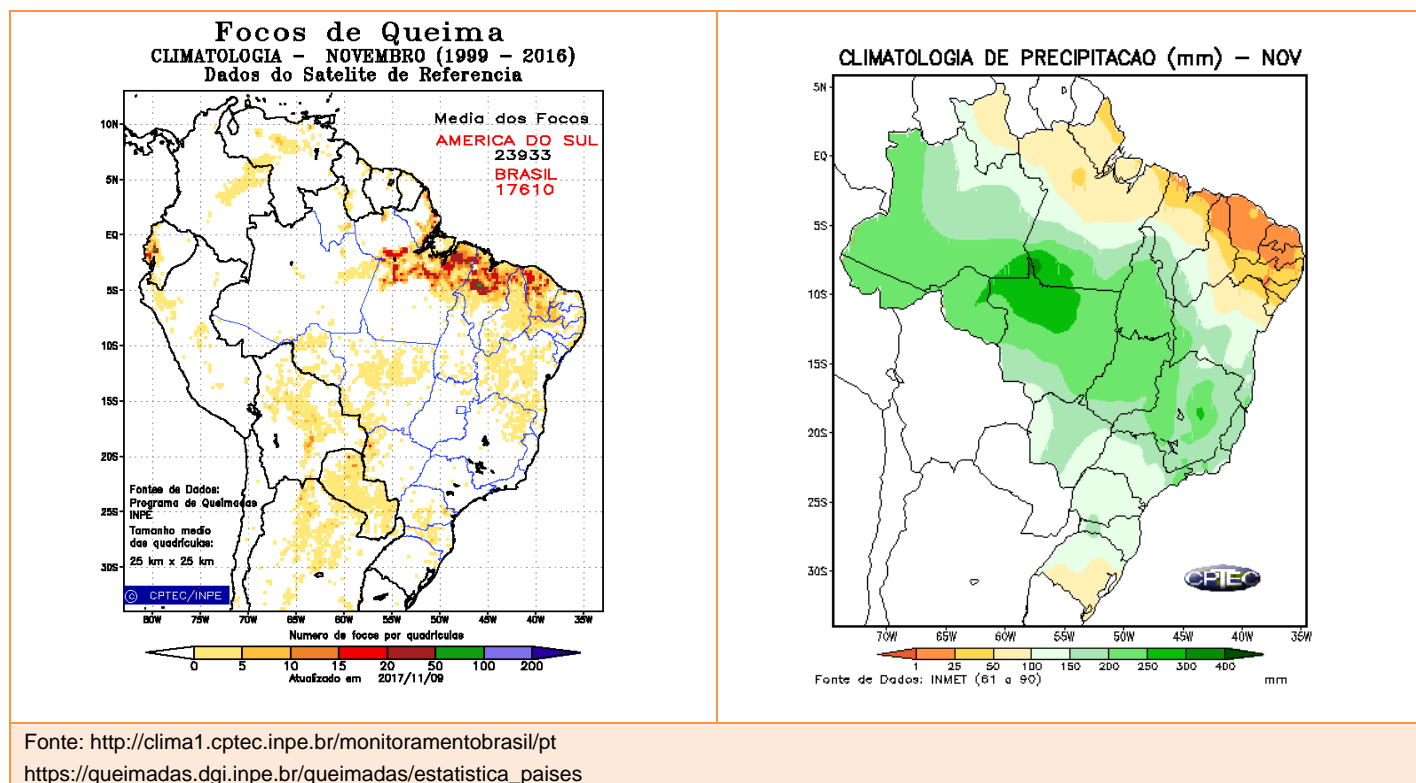 Focos de Queima
CLIMATOLOGIA - NOVEMBRO (1999 - 2016)
Dados do Satelite de Referencia
Media dos Focos
AMERICA DO SUL
23933
BRASIL
17610
10N
5N
EQ
5S
10S
15S
20S
25S
30S
Fontes de Dados:
Programa de Queimadas
INPE
Tamanho medio
das quadriculas:
25 km x 25 km
© CPTEC/INPE
80W 75W 70W 65W 60W 55W 50W 45W 40W 35W
Numero de focos por quadriculas
0 5 10 15 20 50 100 200
Atualizado em 2017/11/09
CLIMATOLOGIA DE PRECIPITACAO (mm) - NOV
5N
EQ
5S
10S
15S
20S
25S
30S
CPTEC
70W 65W 60W 55W 50W 45W 40W 35W
1 25 50 100 150 200 250 300 400
Fonte de Dados: INMET (61 a 90) mm
Fonte: http://clima1.cptec.inpe.br/monitoramentobrasil/pt
https://queimadas.dgi.inpe.br/queimadas/estatistica_paises